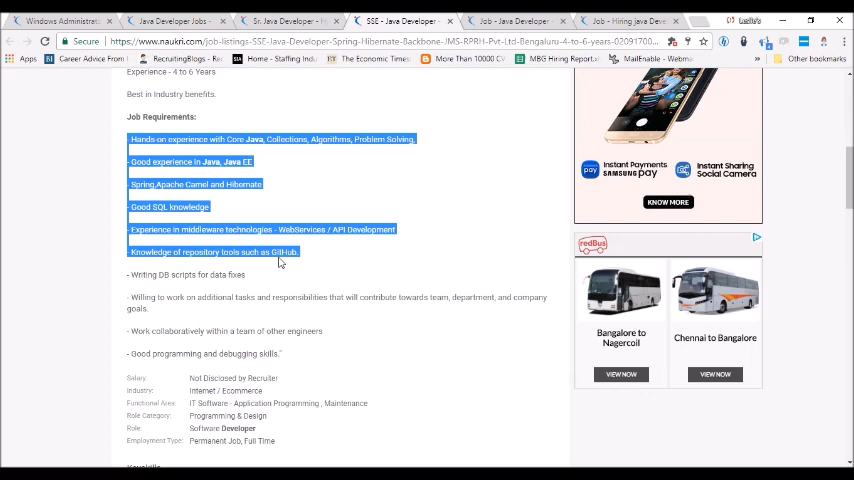 Windows Administrat
Java Developer Jobs -
Sr. Java Developer - H
SSE - Java Developer -
Job - Java Developer -
Job - Hiring java Deve
Secure
https://www.naukri.com/job-listings-SSE-Java-Developer-Spring-Hibernate-Backbone-JMS-RPRH-Pvt-Ltd-Bengaluru-4-to-6-years-02091700...
Apps
Career Advice From
RecruitingBlogs - Rec
Home - Staffing Indu
The Economic Times
More Than 10000 CV
MBG Hiring Report.xl
MailEnable - Webma
Other bookmarks
Experience - 4 to 6 Years
Best in Industry benefits.
Job Requirements:
- Hands-on experience with Core Java, Collections, Algorithms, Problem Solving,
- Good experience in Java, Java EE
- Spring,Apache Camel and Hibernate
- Good SQL knowledge
- Experience in middleware technologies - WebServices / API Development
- Knowledge of repository tools such as GitHub.
- Writing DB scripts for data fixes
- Willing to work on additional tasks and responsibilities that will contribute towards team, department, and company
goals.
- Work collaboratively within a team of other engineers
- Good programming and debugging skills."
Salary: Not Disclosed by Recruiter
Industry: Internet / Ecommerce
Functional Area: IT Software - Application Programming , Maintenance
Role Category: Programming & Design
Role: Software Developer
Employment Type: Permanent Job, Full Time
Keyskills
pay
Instant Payments
SAMSUNG pay
Instant Sharing
Social Camera
KNOW MORE
redBus
Bangalore to
Nagercoil
VIEW NOW
Chennai to Bangalore
VIEW NOW